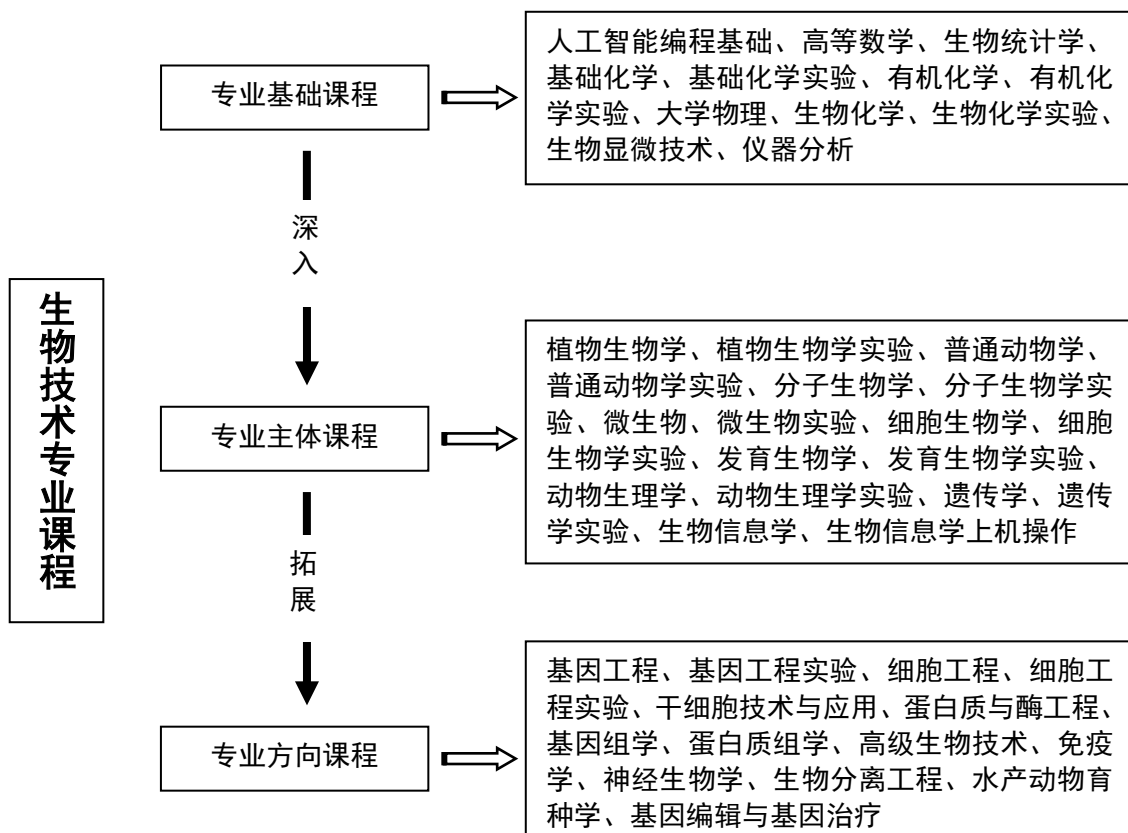 生物技术专业课程
专业基础课程
人工智能编程基础、高等数学、生物统计学、
基础化学、基础化学实验、有机化学、有机化
学实验、大学物理、生物化学、生物化学实验、
生物显微技术、仪器分析
深
入
专业主体课程
植物生物学、植物生物学实验、普通动物学、
普通动物学实验、分子生物学、分子生物学实
验、微生物、微生物实验、细胞生物学、细胞
生物学实验、发育生物学、发育生物学实验、
动物生理学、动物生理学实验、遗传学、遗传
学实验、生物信息学、生物信息学上机操作
拓
展
专业方向课程
基因工程、基因工程实验、细胞工程、细胞工
程实验、干细胞技术与应用、蛋白质与酶工程、
基因组学、蛋白质组学、高级生物技术、免疫
学、神经生物学、生物分离工程、水产动物育
种学、基因编辑与基因治疗